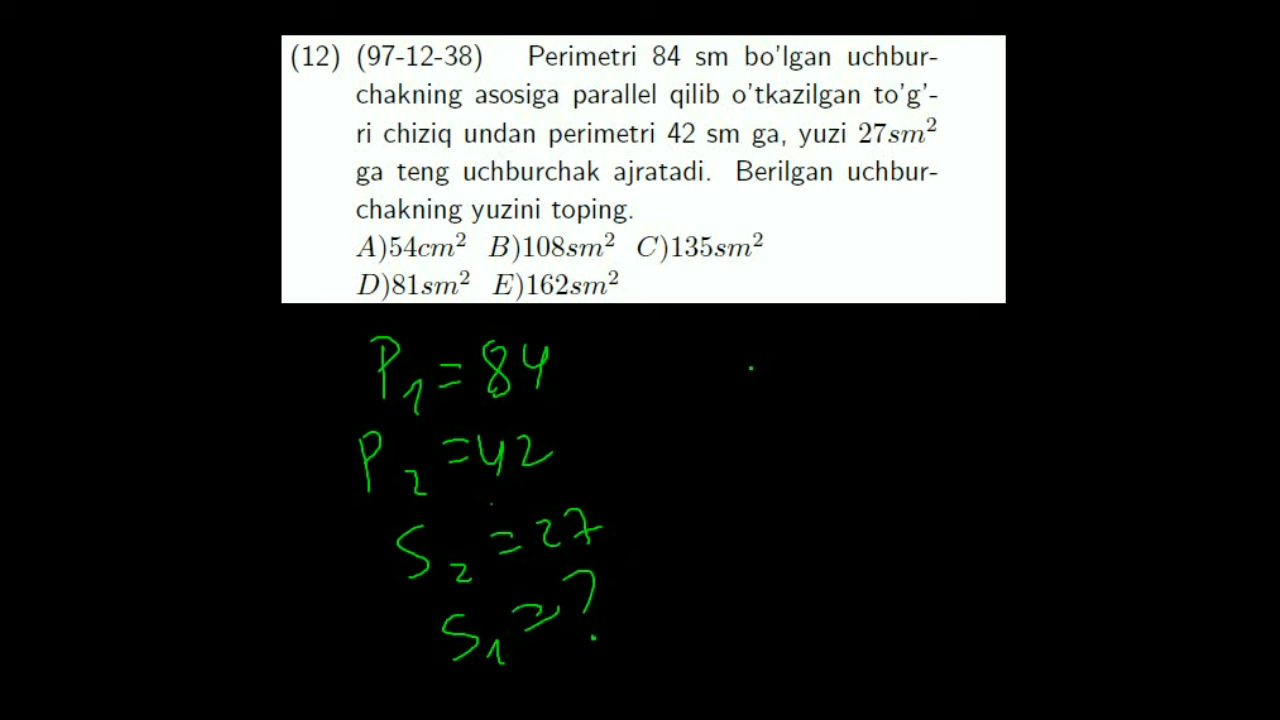 (12) (97-12-38) Perimetri 84 sm bo'lgan uchbur-
chakning asosiga parallel qilib o'tkazilgan to'g'-
ri chiziq undan perimetri 42 sm ga, yuzi 27sm²
ga teng uchburchak ajratadi. Berilgan uchbur-
chakning yuzini toping.
A)54cm² B)108sm² C)135sm²
D)81sm² E)162sm²
P₁=84
P₂=42
S₂=27
S₁=?